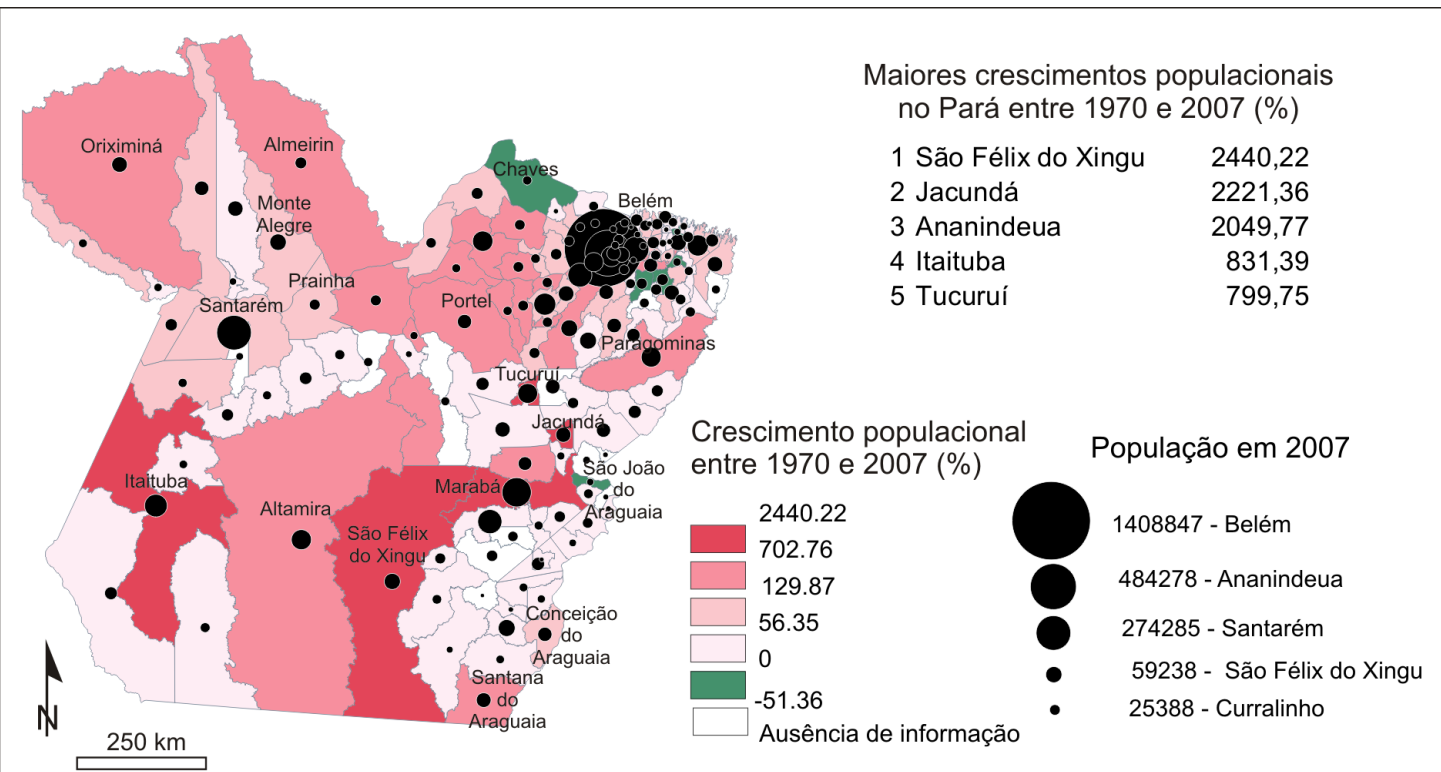 Oriximiná
Almeirin
Chaves
Monte
Alegre
Belém
Prainha
Santarém
Portel
Paragominas
Tucuruí
Jacundá
São João
do
Araguaia
Marabá
Itaituba
Altamira
São Félix
do Xingu
Conceição
do
Araguaia
Santana
do
Araguaia
N
250 km
Maiores crescimentos populacionais
no Pará entre 1970 e 2007 (%)
1 São Félix do Xingu 2440,22
2 Jacundá 2221,36
3 Ananindeua 2049,77
4 Itaituba 831,39
5 Tucuruí 799,75
Crescimento populacional
entre 1970 e 2007 (%)
2440.22
702.76
129.87
56.35
0
-51.36
Ausência de informação
População em 2007
1408847 - Belém
484278 - Ananindeua
274285 - Santarém
59238 - São Félix do Xingu
25388 - Curralinho